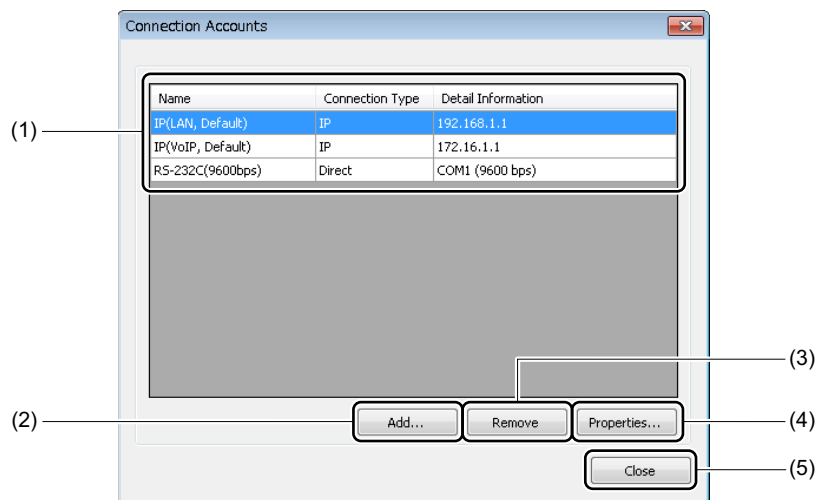 Connection Accounts
Name Connection Type Detail Information
(1)
IP(LAN, Default) IP 192.168.1.1
IP(VoIP, Default) IP 172.16.1.1
RS-232C(9600bps) Direct COM1 (9600 bps)
(3)
(2)
Add... Remove Properties...
(4)
Close
(5)